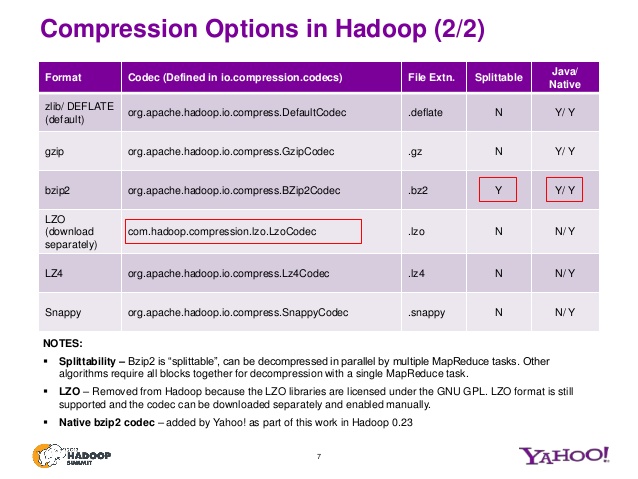 Compression Options in Hadoop (2/2)
Format Codec (Defined in io.compression.codecs) File Extn. Splittable Java/ Native
zlib/ DEFLATE (default) org.apache.hadoop.io.compress.DefaultCodec .deflate N Y/ Y
gzip org.apache.hadoop.io.compress.GzipCodec .gz N Y/ Y
bzip2 org.apache.hadoop.io.compress.BZip2Codec .bz2 Y Y/ Y
LZO (download separately) com.hadoop.compression.lzo.LzoCodec .lzo N N/ Y
LZ4 org.apache.hadoop.io.compress.Lz4Codec .lz4 N N/ Y
Snappy org.apache.hadoop.io.compress.SnappyCodec .snappy N N/ Y
NOTES:
▪ Splittability – Bzip2 is “splittable”, can be decompressed in parallel by multiple MapReduce tasks. Other
algorithms require all blocks together for decompression with a single MapReduce task.
▪ LZO – Removed from Hadoop because the LZO libraries are licensed under the GNU GPL. LZO format is still
supported and the codec can be downloaded separately and enabled manually.
▪ Native bzip2 codec – added by Yahoo! as part of this work in Hadoop 0.23
HADOOP
SUMMIT
7
YAHOO!